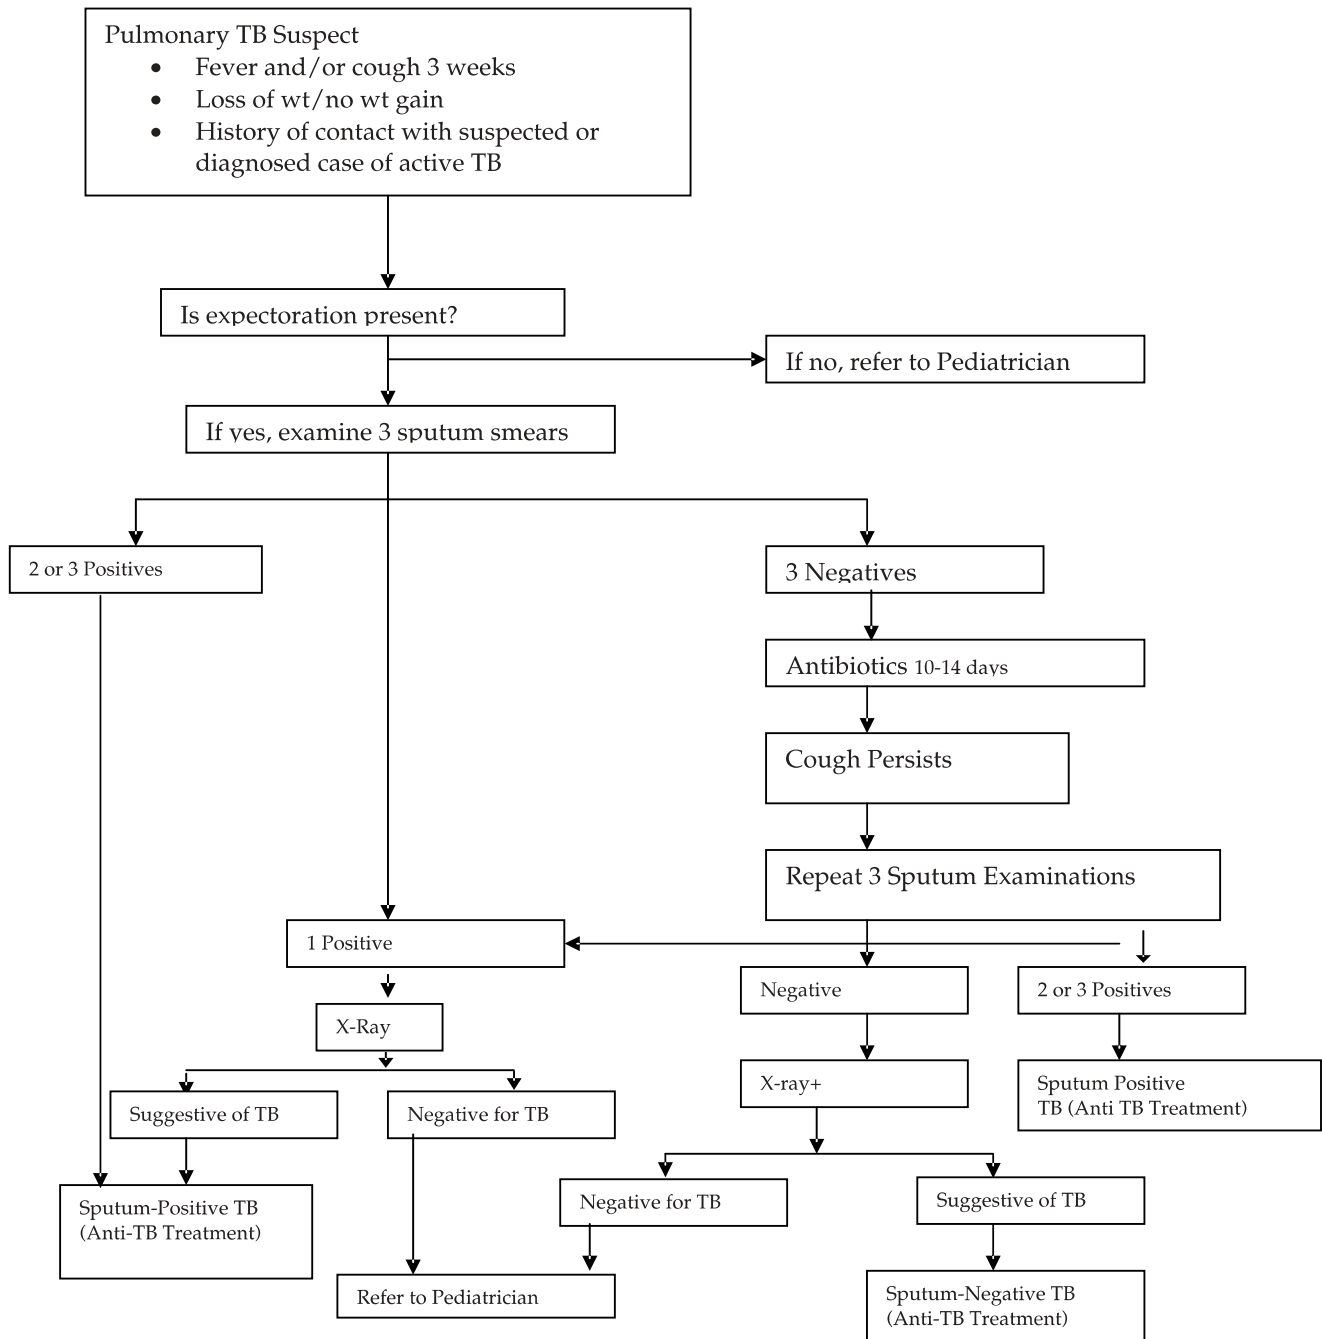 Pulmonary TB Suspect
• Fever and/or cough 3 weeks
• Loss of wt/no wt gain
• History of contact with suspected or
diagnosed case of active TB
Is expectoration present?
If no, refer to Pediatrician
If yes, examine 3 sputum smears
2 or 3 Positives
3 Negatives
Antibiotics 10-14 days
Cough Persists
Repeat 3 Sputum Examinations
1 Positive
Negative
2 or 3 Positives
X-Ray
X-ray+
Sputum Positive
TB (Anti TB Treatment)
Suggestive of TB
Negative for TB
Negative for TB
Suggestive of TB
Sputum-Positive TB
(Anti-TB Treatment)
Refer to Pediatrician
Sputum-Negative TB
(Anti-TB Treatment)